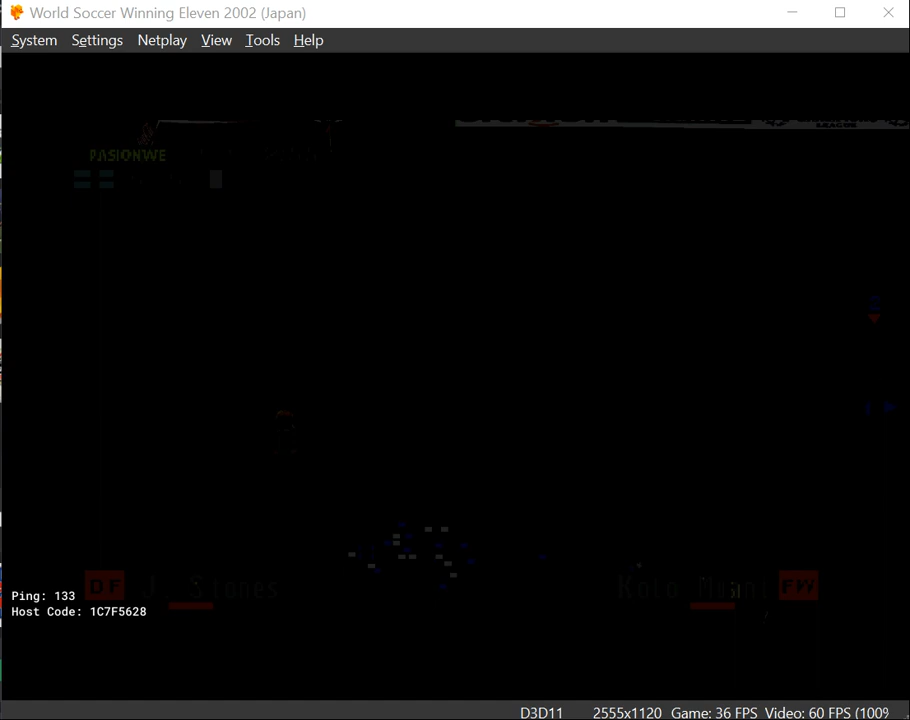 World Soccer Winning Eleven 2002 (Japan)
System Settings Netplay View Tools Help
PASIONWE
DF J. Stones
FW
Ping: 133
Host Code: 1C7F5628
D3D11 2555x1120 Game: 36 FPS Video: 60 FPS (100%